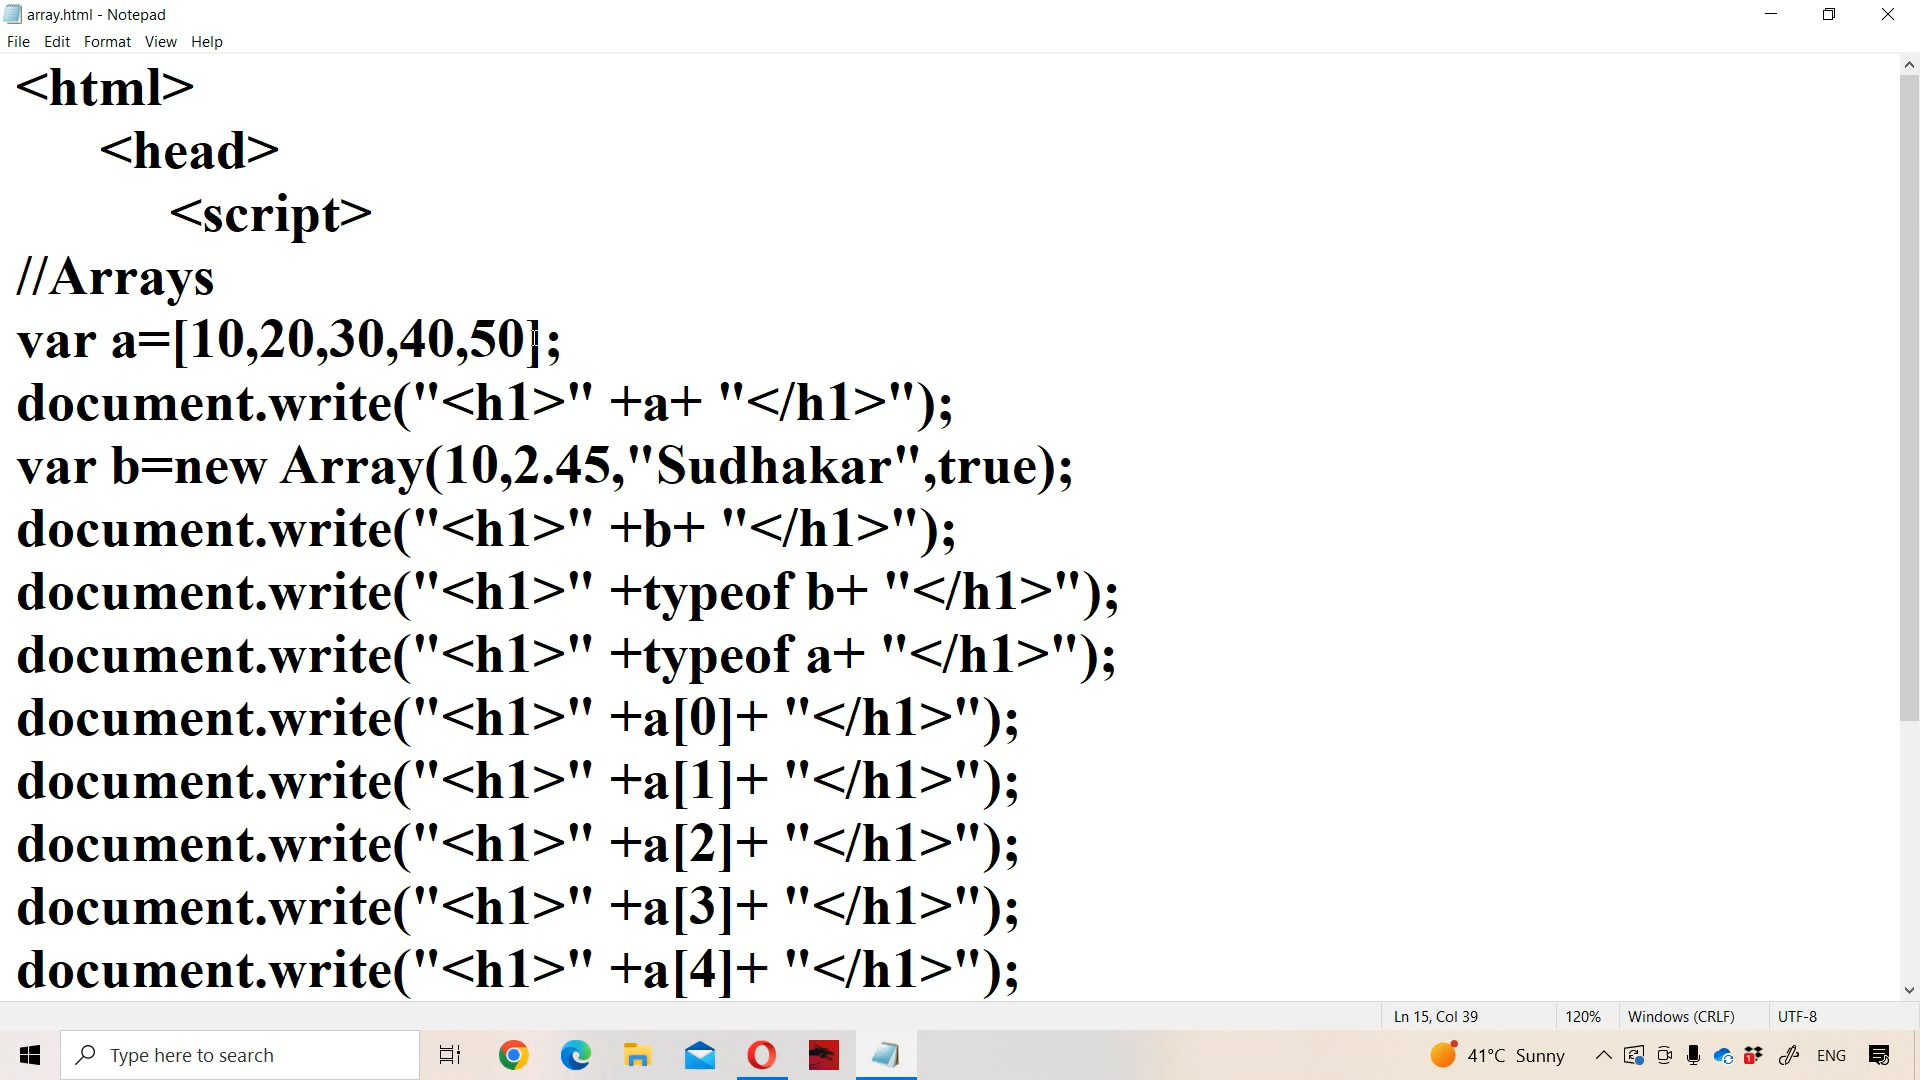 array.html - Notepad
File Edit Format View Help
<html>
<head>
<script>
//Arrays
var a=[10,20,30,40,50];
document.write("<h1>" +a+ "</h1>");
var b=new Array(10,2.45,"Sudhakar",true);
document.write("<h1>" +b+ "</h1>");
document.write("<h1>" +typeof b+ "</h1>");
document.write("<h1>" +typeof a+ "</h1>");
document.write("<h1>" +a[0]+ "</h1>");
document.write("<h1>" +a[1]+ "</h1>");
document.write("<h1>" +a[2]+ "</h1>");
document.write("<h1>" +a[3]+ "</h1>");
document.write("<h1>" +a[4]+ "</h1>");
Ln 15, Col 39 120% Windows (CRLF) UTF-8
Type here to search 41°C Sunny 1 ENG